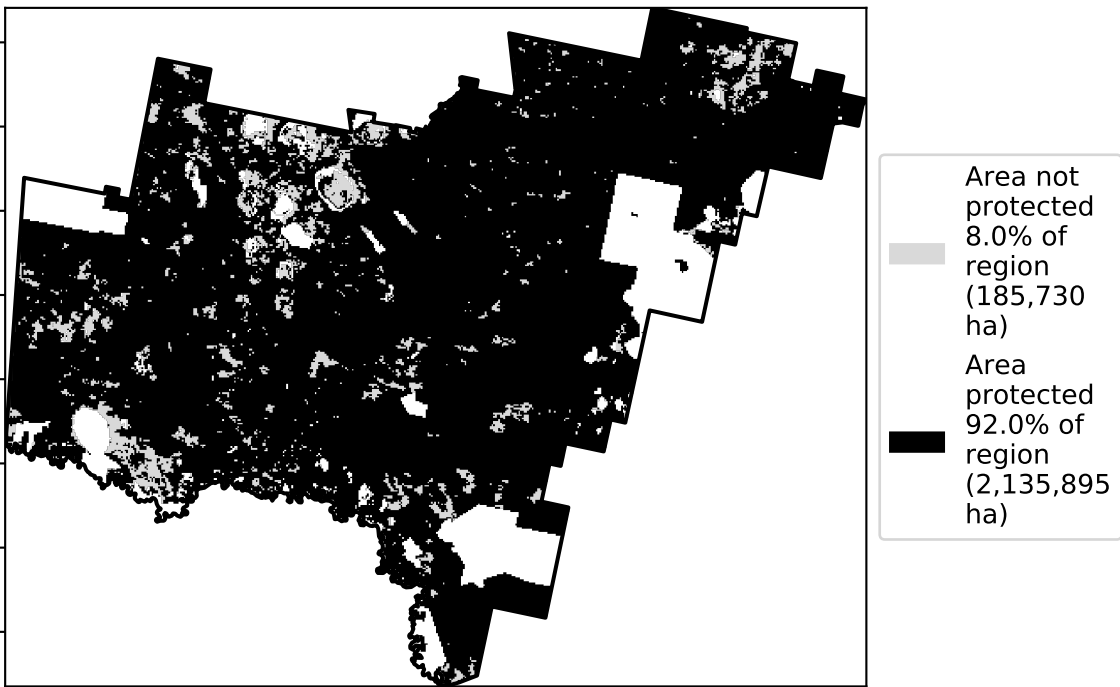 Area not
protected
8.0% of
region
(185,730
ha)
Area
protected
92.0% of
region
(2,135,895
ha)